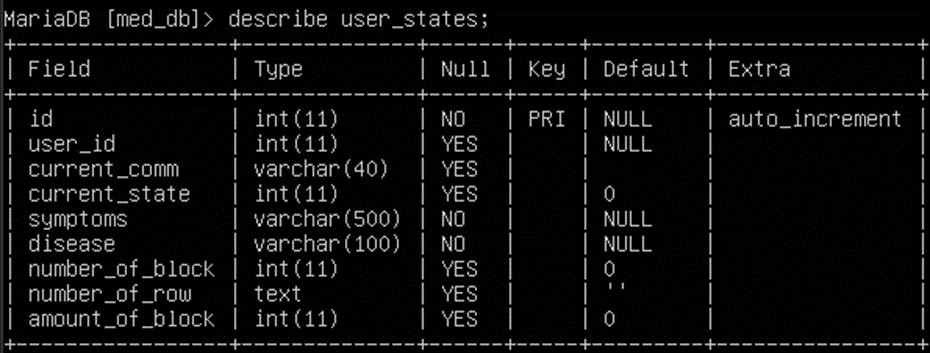 MariaDB [med_db]> describe user_states;
+-----------------+--------------+------+-----+---------+----------------+
| Field           | Type         | Null | Key | Default | Extra          |
+-----------------+--------------+------+-----+---------+----------------+
| id              | int(11)      | NO   | PRI | NULL    | auto_increment |
| user_id         | int(11)      | YES  |     | NULL    |                |
| current_comm    | varchar(40)  | YES  |     |         |                |
| current_state   | int(11)      | YES  |     | 0       |                |
| symptoms        | varchar(500) | NO   |     | NULL    |                |
| disease         | varchar(100) | NO   |     | NULL    |                |
| number_of_block | int(11)      | YES  |     | 0       |                |
| number_of_row   | text         | YES  |     | ''      |                |
| amount_of_block | int(11)      | YES  |     | 0       |                |
+-----------------+--------------+------+-----+---------+----------------+